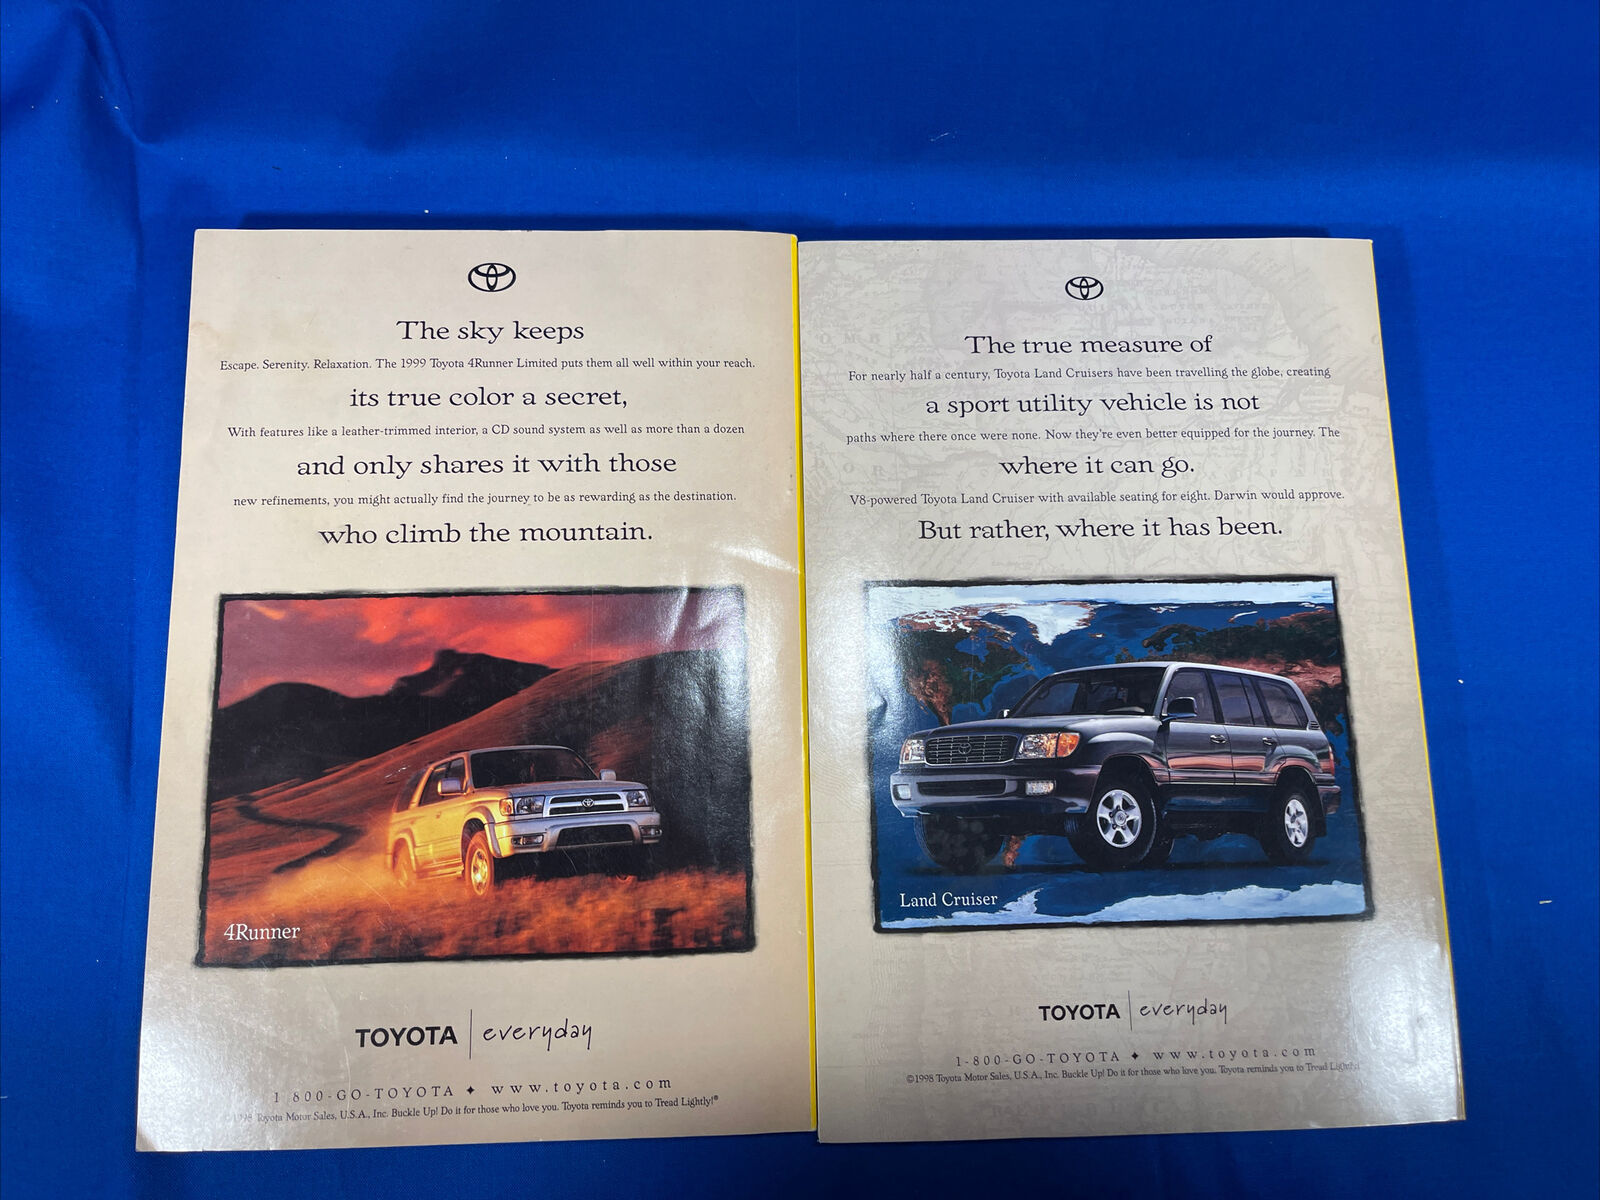 The sky keeps
Escape. Serenity. Relaxation. The 1999 Toyota 4Runner Limited puts them all well within your reach.
its true color a secret,
With features like a leather-trimmed interior, a CD sound system as well as more than a dozen
and only shares it with those
new refinements, you might actually find the journey to be as rewarding as the destination.
who climb the mountain.
4Runner
TOYOTA | everyday
1 800-GO-TOYOTA ✦ www.toyota.com
Toyota Motor Sales, U.S.A., Inc. Buckle Up! Do it for those who love you. Toyota reminds you to Tread Lightly!®
The true measure of
For nearly half a century, Toyota Land Cruisers have been travelling the globe, creating
a sport utility vehicle is not
paths where there once were none. Now they're even better equipped for the journey. The
where it can go.
V8-powered Toyota Land Cruiser with available seating for eight. Darwin would approve.
But rather, where it has been.
Land Cruiser
TOYOTA | everyday
1-800-GO-TOYOTA ✦ www.toyota.com
©1998 Toyota Motor Sales, U.S.A., Inc. Buckle Up! Do it for those who love you. Toyota reminds you to Tread Lightly!